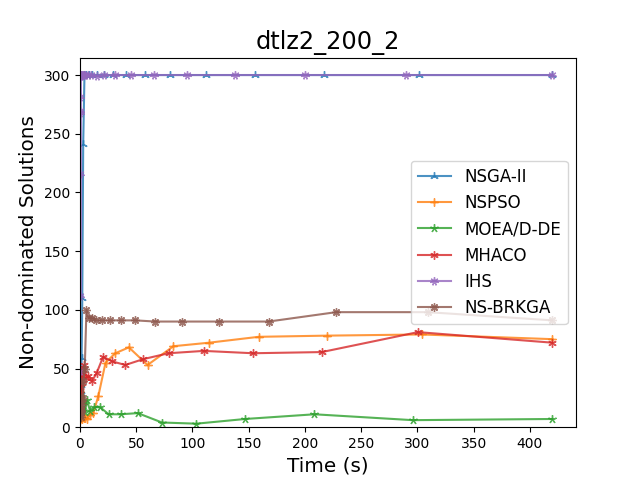 dtlz2_200_2
Non-dominated Solutions
300
250
200
150
100
50
0
NSGA-II
NSPSO
MOEA/D-DE
MHACO
IHS
NS-BRKGA
0 50 100 150 200 250 300 350 400
Time (s)